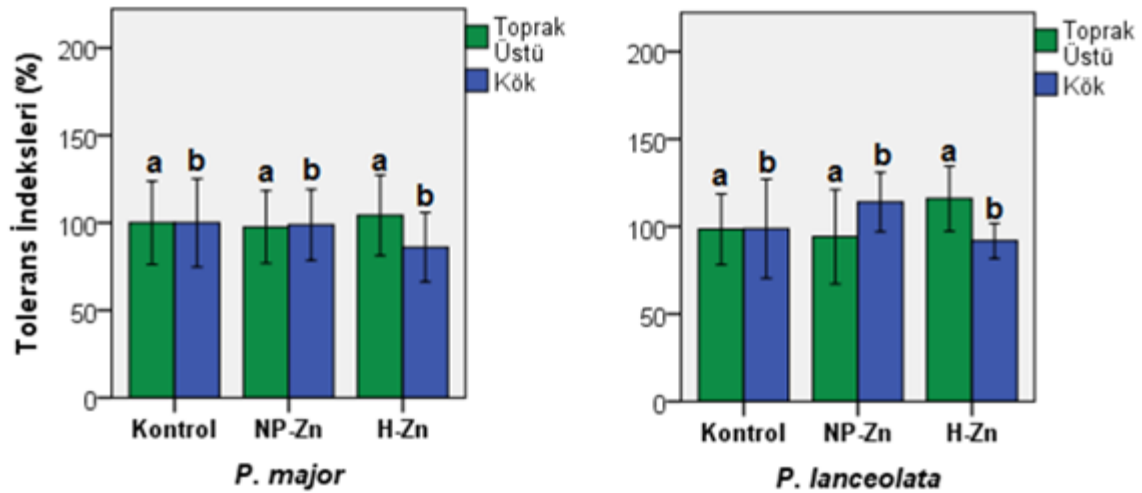 Tolerans İndeksleri (%)
200
150
100
50
0
a b a b a b
Toprak
Üstü
Kök
Kontrol NP-Zn H-Zn
P. major
200
150
100
50
0
a b a b a b
Toprak
Üstü
Kök
Kontrol NP-Zn H-Zn
P. lanceolata